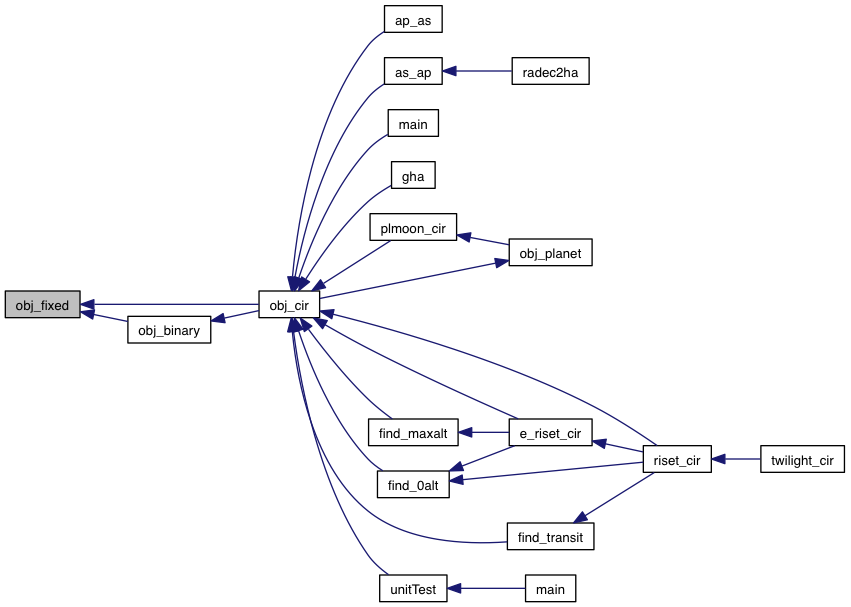 ap_as
as_ap
radec2ha
main
gha
plmoon_cir
obj_planet
obj_fixed
obj_cir
obj_binary
find_maxalt
e_riset_cir
riset_cir
twilight_cir
find_0alt
find_transit
unitTest
main